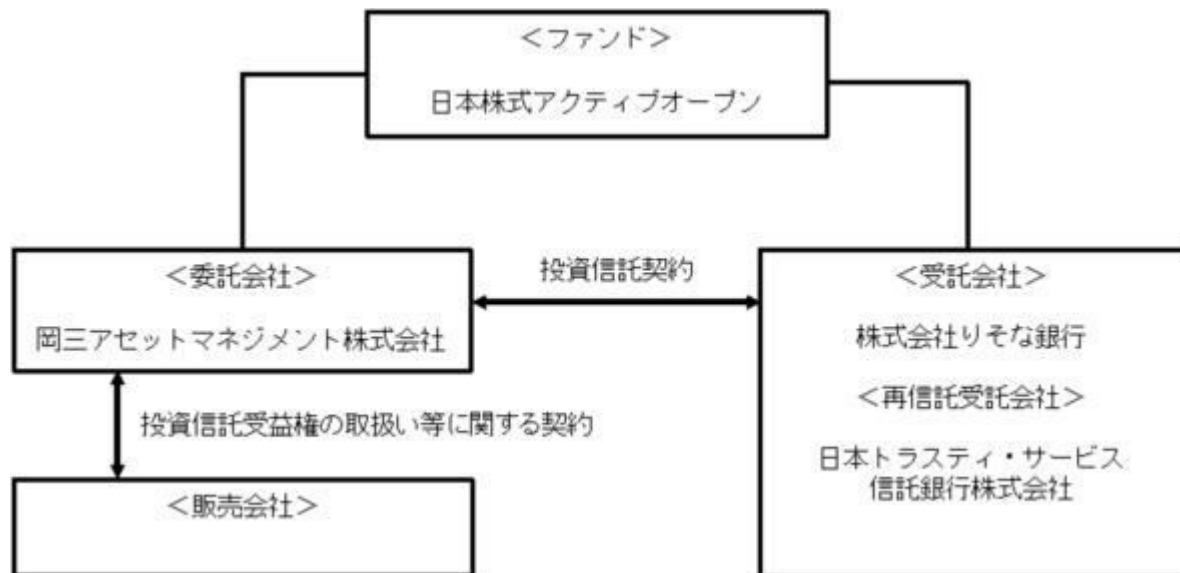 ＜ファンド＞
日本株式アクティブオープン
＜委託会社＞
岡三アセットマネジメント株式会社
投資信託契約
＜受託会社＞
株式会社りそな銀行
＜再信託受託会社＞
日本トラスティ・サービス
信託銀行株式会社
投資信託受益権の取扱い等に関する契約
＜販売会社＞